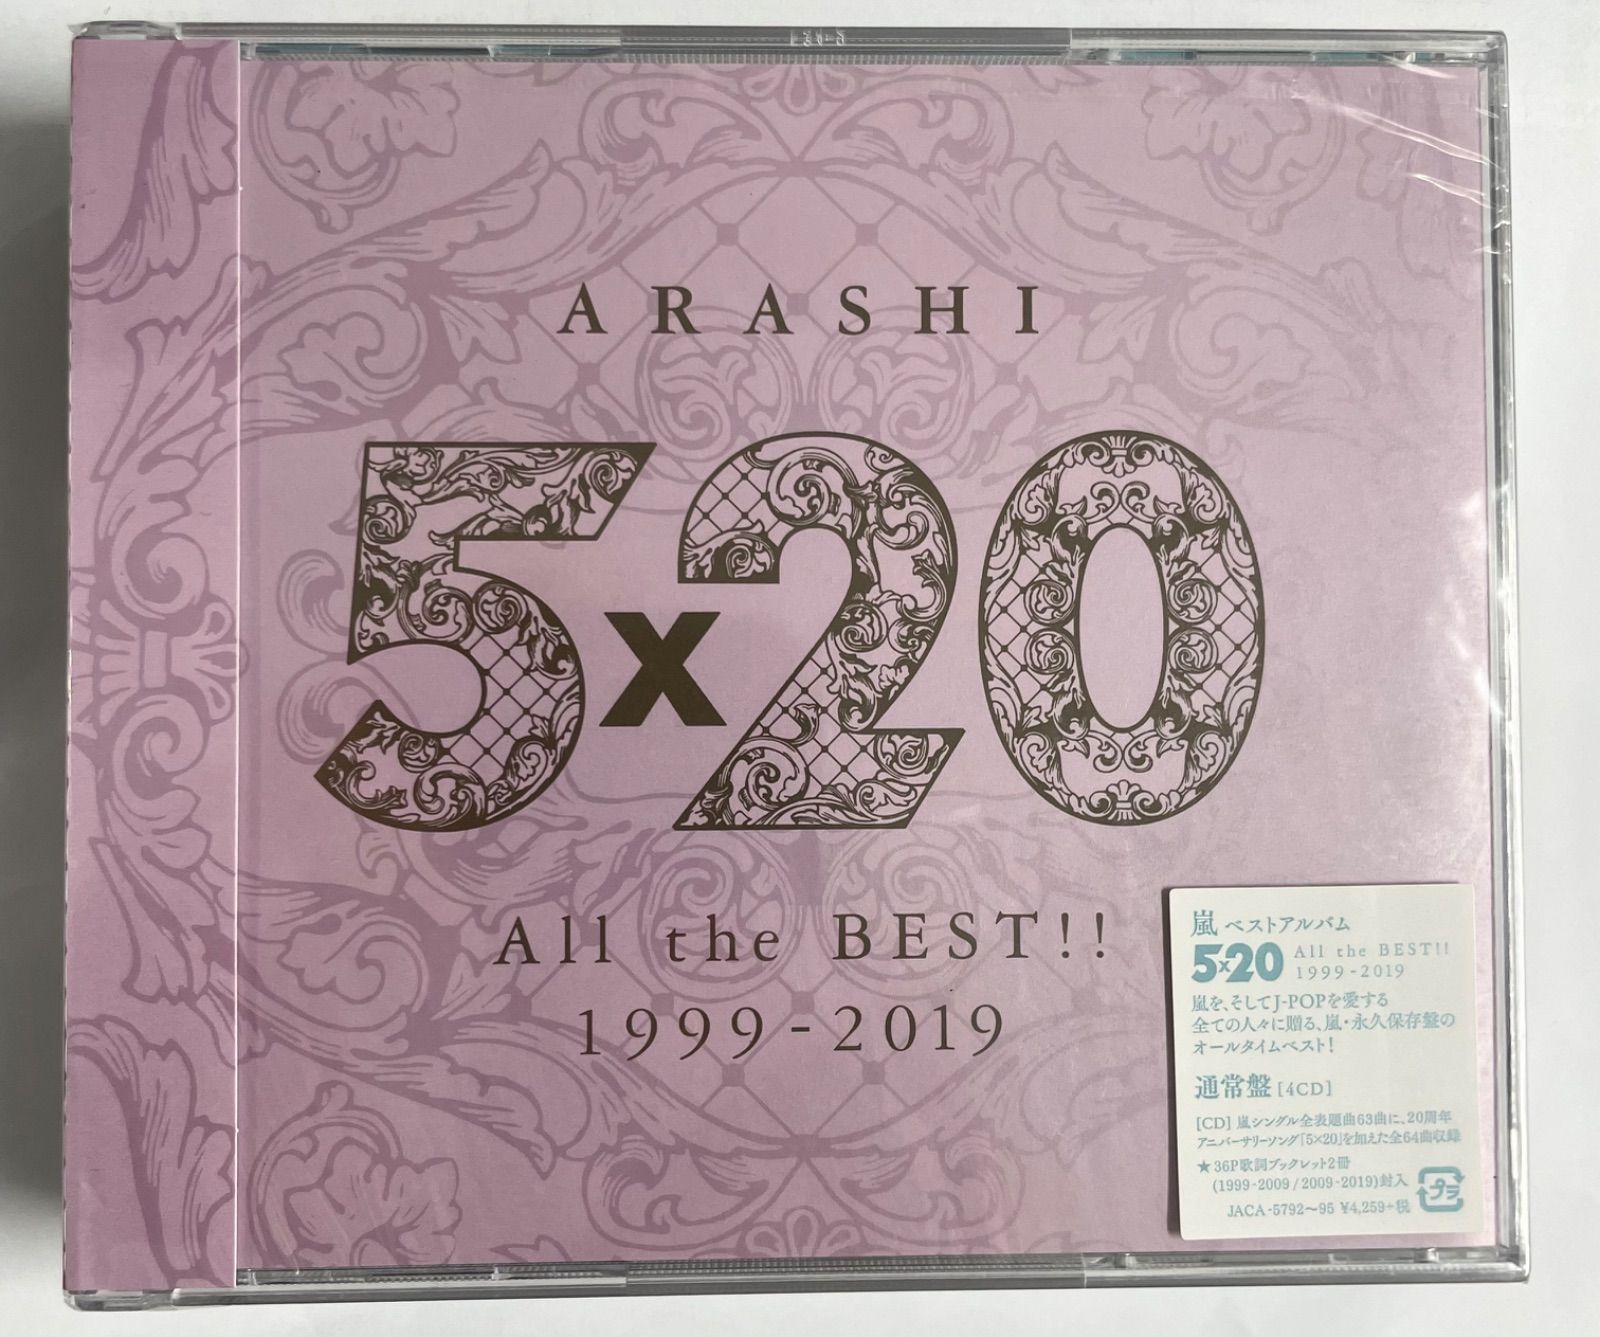 ARASHI
5x20
All the BEST!!
1999-2019
嵐 ベストアルバム
5×20 All the BEST!!
1999-2019
嵐を、そしてJ-POPを愛する
全ての人々に贈る、嵐・永久保存盤の
オールタイムベスト!
通常盤 [4CD]
[CD] 嵐シングル全表題曲63曲に、20周年
アニバーサリーソング「5×20」を加えた全64曲収録
★36P歌詞ブックレット2冊
(1999-2009 / 2009-2019)封入
プラ
JACA-5792〜95 ¥4,259+税